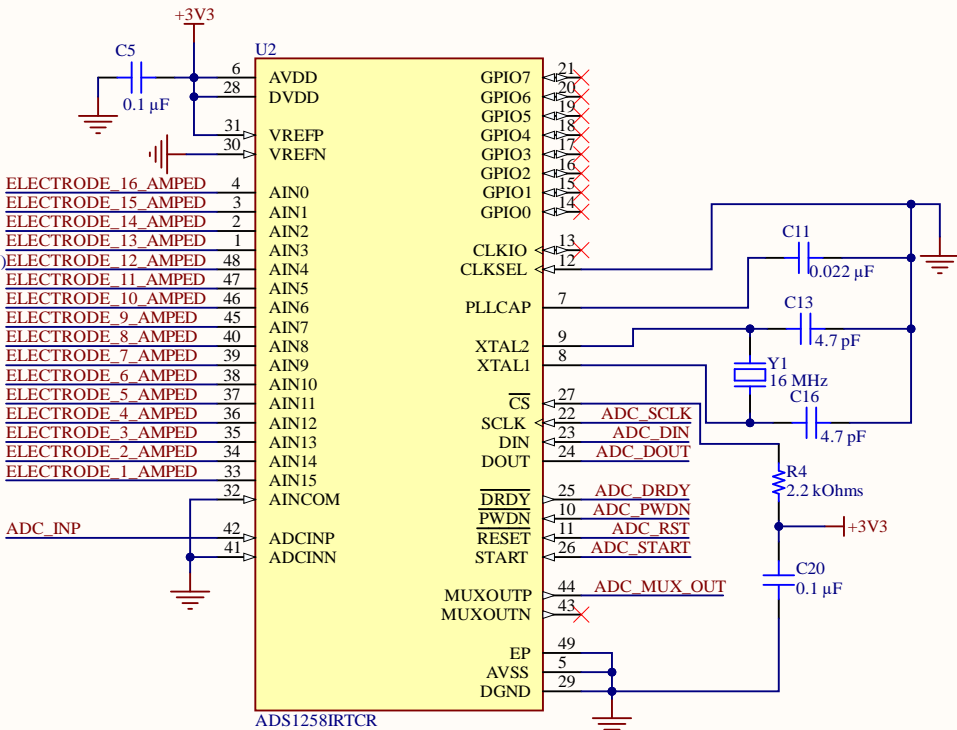 +3V3
C5
0.1 µF
U2
6 AVDD
28 DVDD
31 VREFP
30 VREFN
ELECTRODE_16_AMPED 4 AIN0
ELECTRODE_15_AMPED 3 AIN1
ELECTRODE_14_AMPED 2 AIN2
ELECTRODE_13_AMPED 1 AIN3
)ELECTRODE_12_AMPED 48 AIN4
ELECTRODE_11_AMPED 47 AIN5
ELECTRODE_10_AMPED 46 AIN6
ELECTRODE_9_AMPED 45 AIN7
ELECTRODE_8_AMPED 40 AIN8
ELECTRODE_7_AMPED 39 AIN9
ELECTRODE_6_AMPED 38 AIN10
ELECTRODE_5_AMPED 37 AIN11
ELECTRODE_4_AMPED 36 AIN12
ELECTRODE_3_AMPED 35 AIN13
ELECTRODE_2_AMPED 34 AIN14
ELECTRODE_1_AMPED 33 AIN15
32 AINCOM
ADC_INP 42 ADCINP
41 ADCINN
GPIO7 21
GPIO6 20
GPIO5 19
GPIO4 18
GPIO3 17
GPIO2 16
GPIO1 15
GPIO0 14
CLKIO 13
CLKSEL 12
PLLCAP 7
XTAL2 9
XTAL1 8
CS 27
SCLK 22 ADC_SCLK
DIN 23 ADC_DIN
DOUT 24 ADC_DOUT
DRDY 25 ADC_DRDY
PWDN 10 ADC_PWDN
RESET 11 ADC_RST
START 26 ADC_START
MUXOUTP 44 ADC_MUX_OUT
MUXOUTN 43
EP 49
AVSS 5
DGND 29
ADS1258IRTCR
C11
0.022 µF
C13
4.7 pF
Y1
16 MHz
C16
4.7 pF
R4
2.2 kOhms
+3V3
C20
0.1 µF